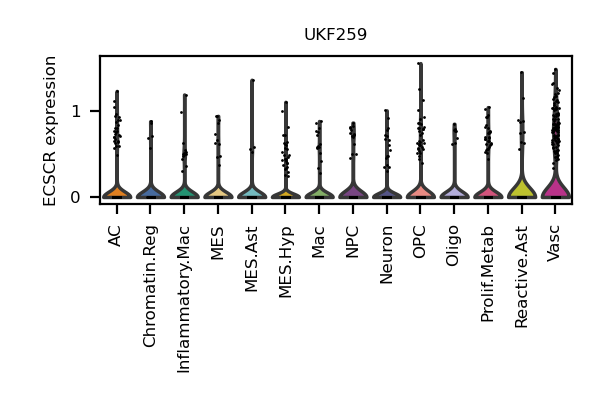 UKF259
ECSCR expression
1
0
AC
Chromatin.Reg
Inflammatory.Mac
MES
MES.Ast
MES.Hyp
Mac
NPC
Neuron
OPC
Oligo
Prolif.Metab
Reactive.Ast
Vasc